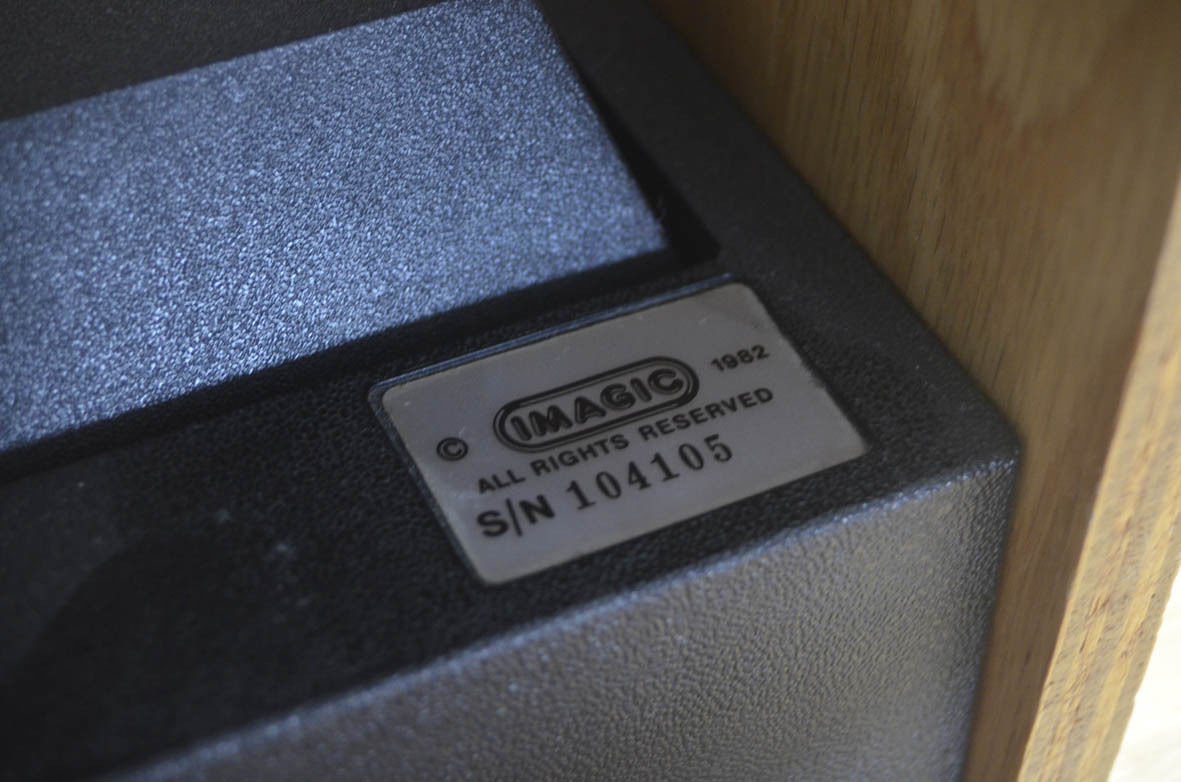 © IMAGIC 1982
ALL RIGHTS RESERVED
S/N 104105